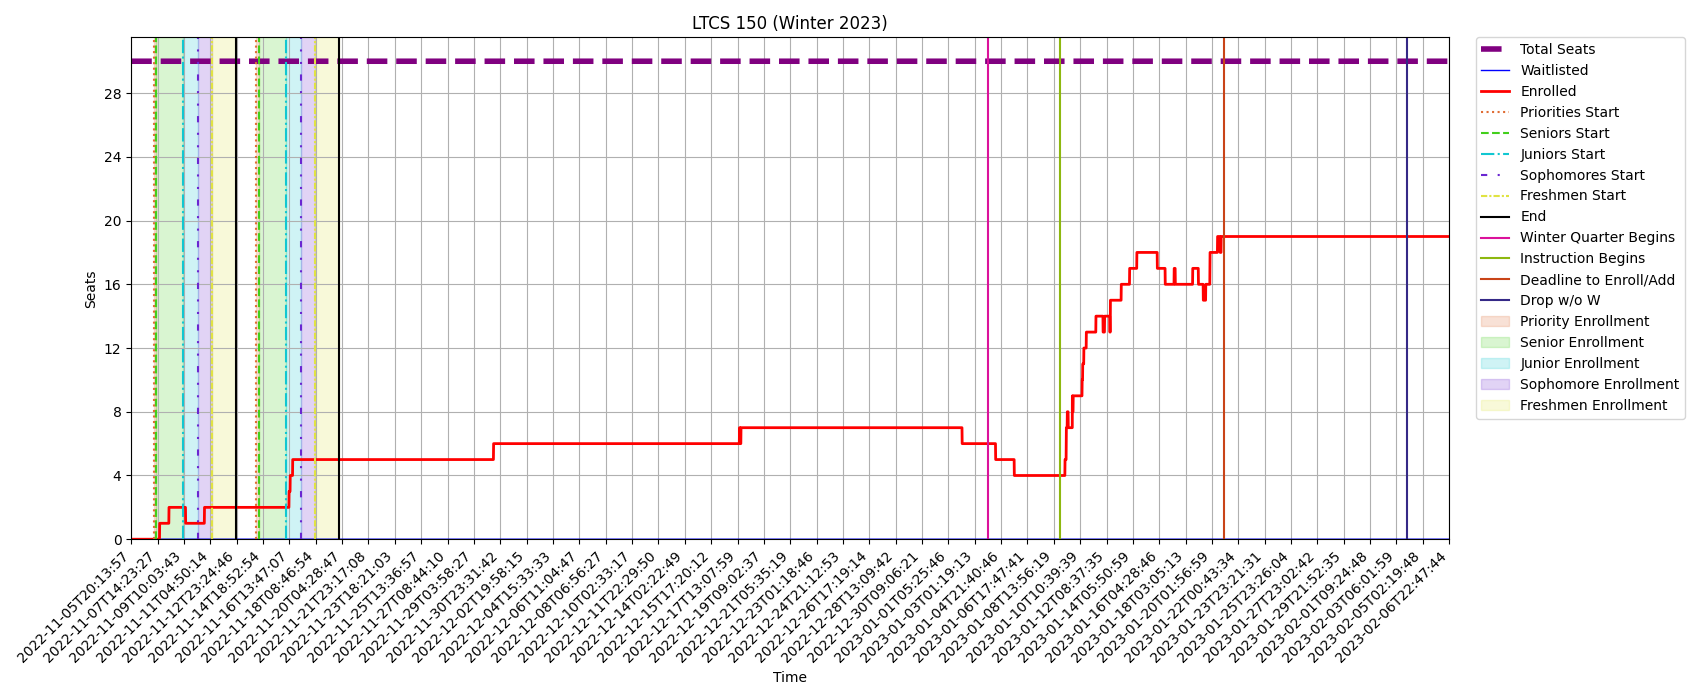 LTCS 150 (Winter 2023)
Seats
28
24
20
16
12
8
4
0
2022-11-05T20:13:57
2022-11-07T14:23:27
2022-11-09T10:03:43
2022-11-11T04:50:14
2022-11-12T23:24:46
2022-11-14T18:52:54
2022-11-16T13:47:07
2022-11-18T08:46:54
2022-11-20T04:28:47
2022-11-21T23:17:08
2022-11-23T18:21:03
2022-11-25T13:36:57
2022-11-27T08:44:10
2022-11-29T03:58:27
2022-11-30T23:31:42
2022-12-02T19:58:15
2022-12-04T15:33:33
2022-12-06T11:04:47
2022-12-08T06:56:27
2022-12-10T02:33:17
2022-12-11T22:29:50
2022-12-14T02:22:49
2022-12-15T17:20:12
2022-12-17T13:07:59
2022-12-19T09:02:37
2022-12-21T05:35:19
2022-12-23T01:18:46
2022-12-24T21:12:53
2022-12-26T17:19:14
2022-12-28T13:09:42
2022-12-30T09:06:21
2023-01-01T05:25:46
2023-01-03T01:19:13
2023-01-04T21:40:46
2023-01-06T17:47:41
2023-01-08T13:56:19
2023-01-10T10:39:39
2023-01-12T08:37:35
2023-01-14T05:50:59
2023-01-16T04:28:46
2023-01-18T03:05:13
2023-01-20T01:56:59
2023-01-22T00:43:34
2023-01-23T23:21:31
2023-01-25T23:26:04
2023-01-27T23:02:42
2023-01-29T21:52:35
2023-02-01T09:24:48
2023-02-03T06:01:59
2023-02-05T02:19:48
2023-02-06T22:47:44
Time
Total Seats
Waitlisted
Enrolled
Priorities Start
Seniors Start
Juniors Start
Sophomores Start
Freshmen Start
End
Winter Quarter Begins
Instruction Begins
Deadline to Enroll/Add
Drop w/o W
Priority Enrollment
Senior Enrollment
Junior Enrollment
Sophomore Enrollment
Freshmen Enrollment